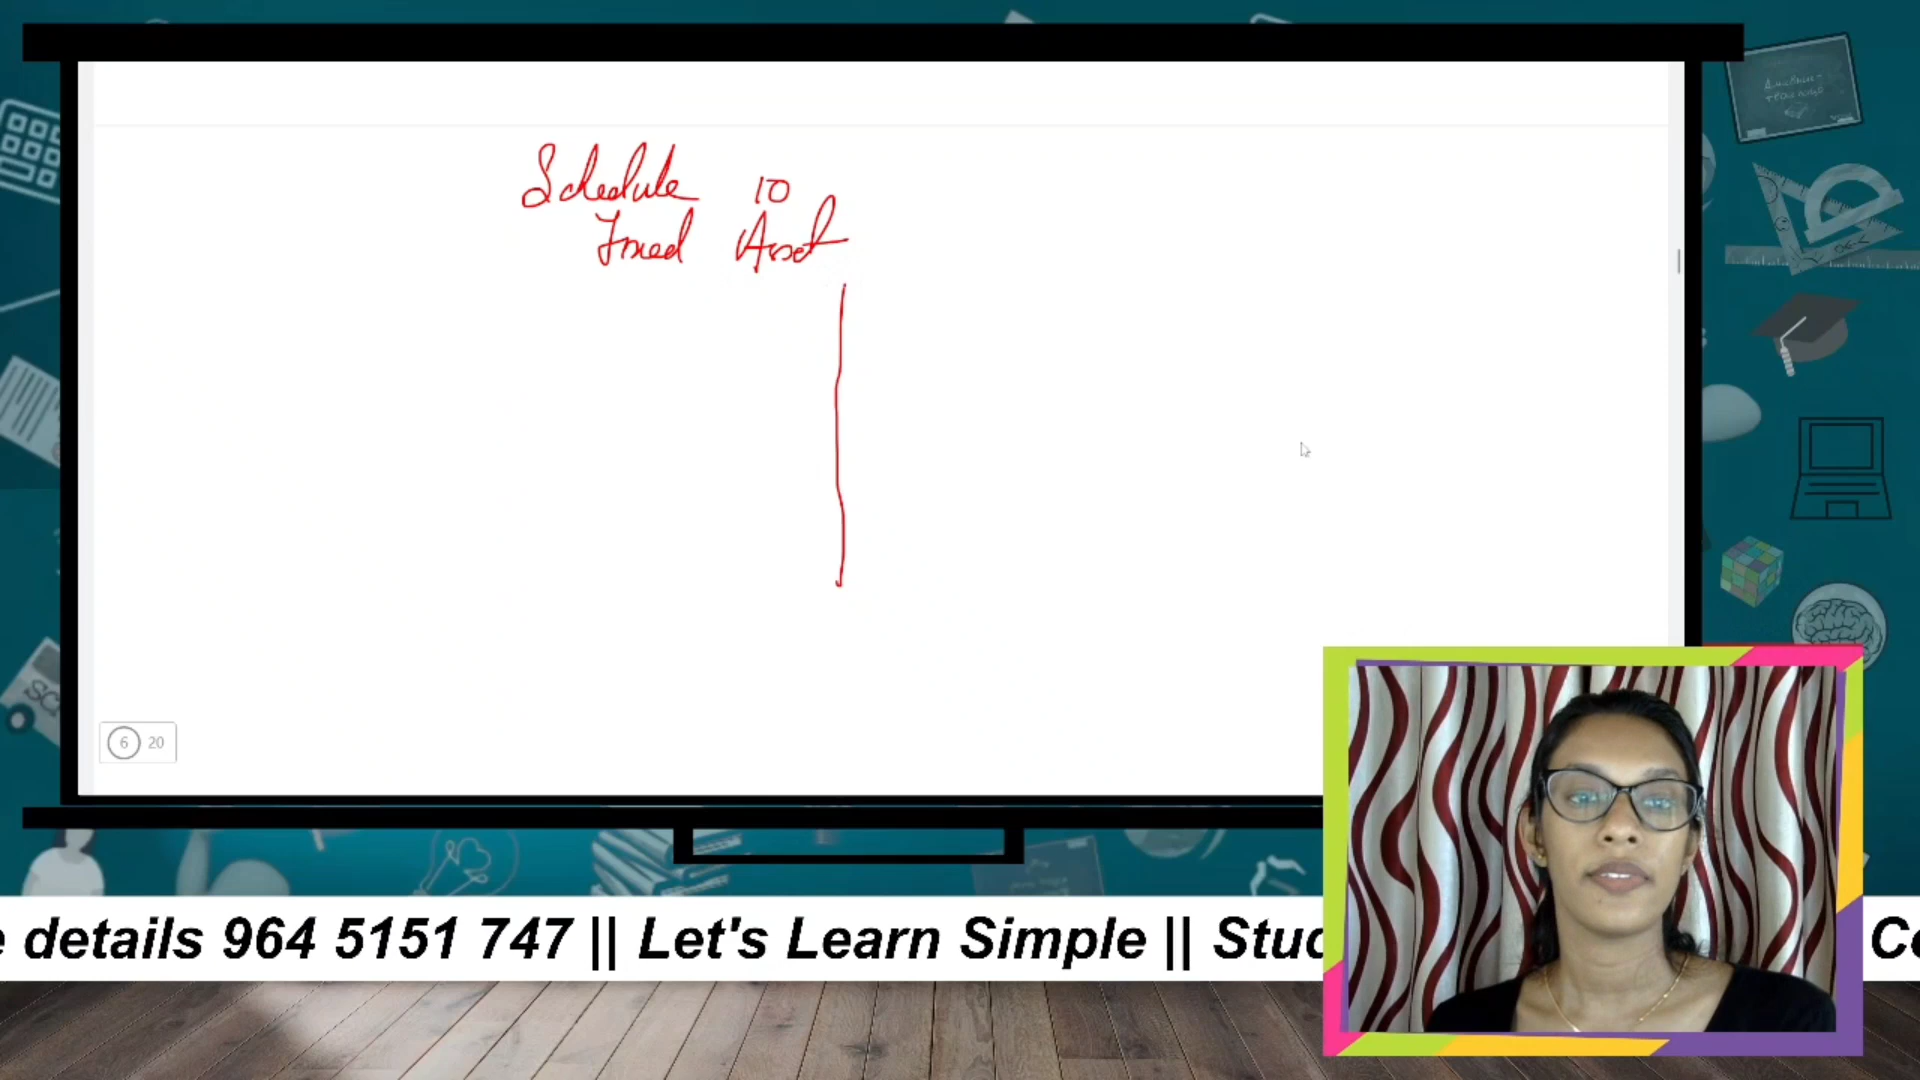 Schedule 10
Fixed Asset
6 20
e details 964 5151 747 || Let's Learn Simple || Stud
Co